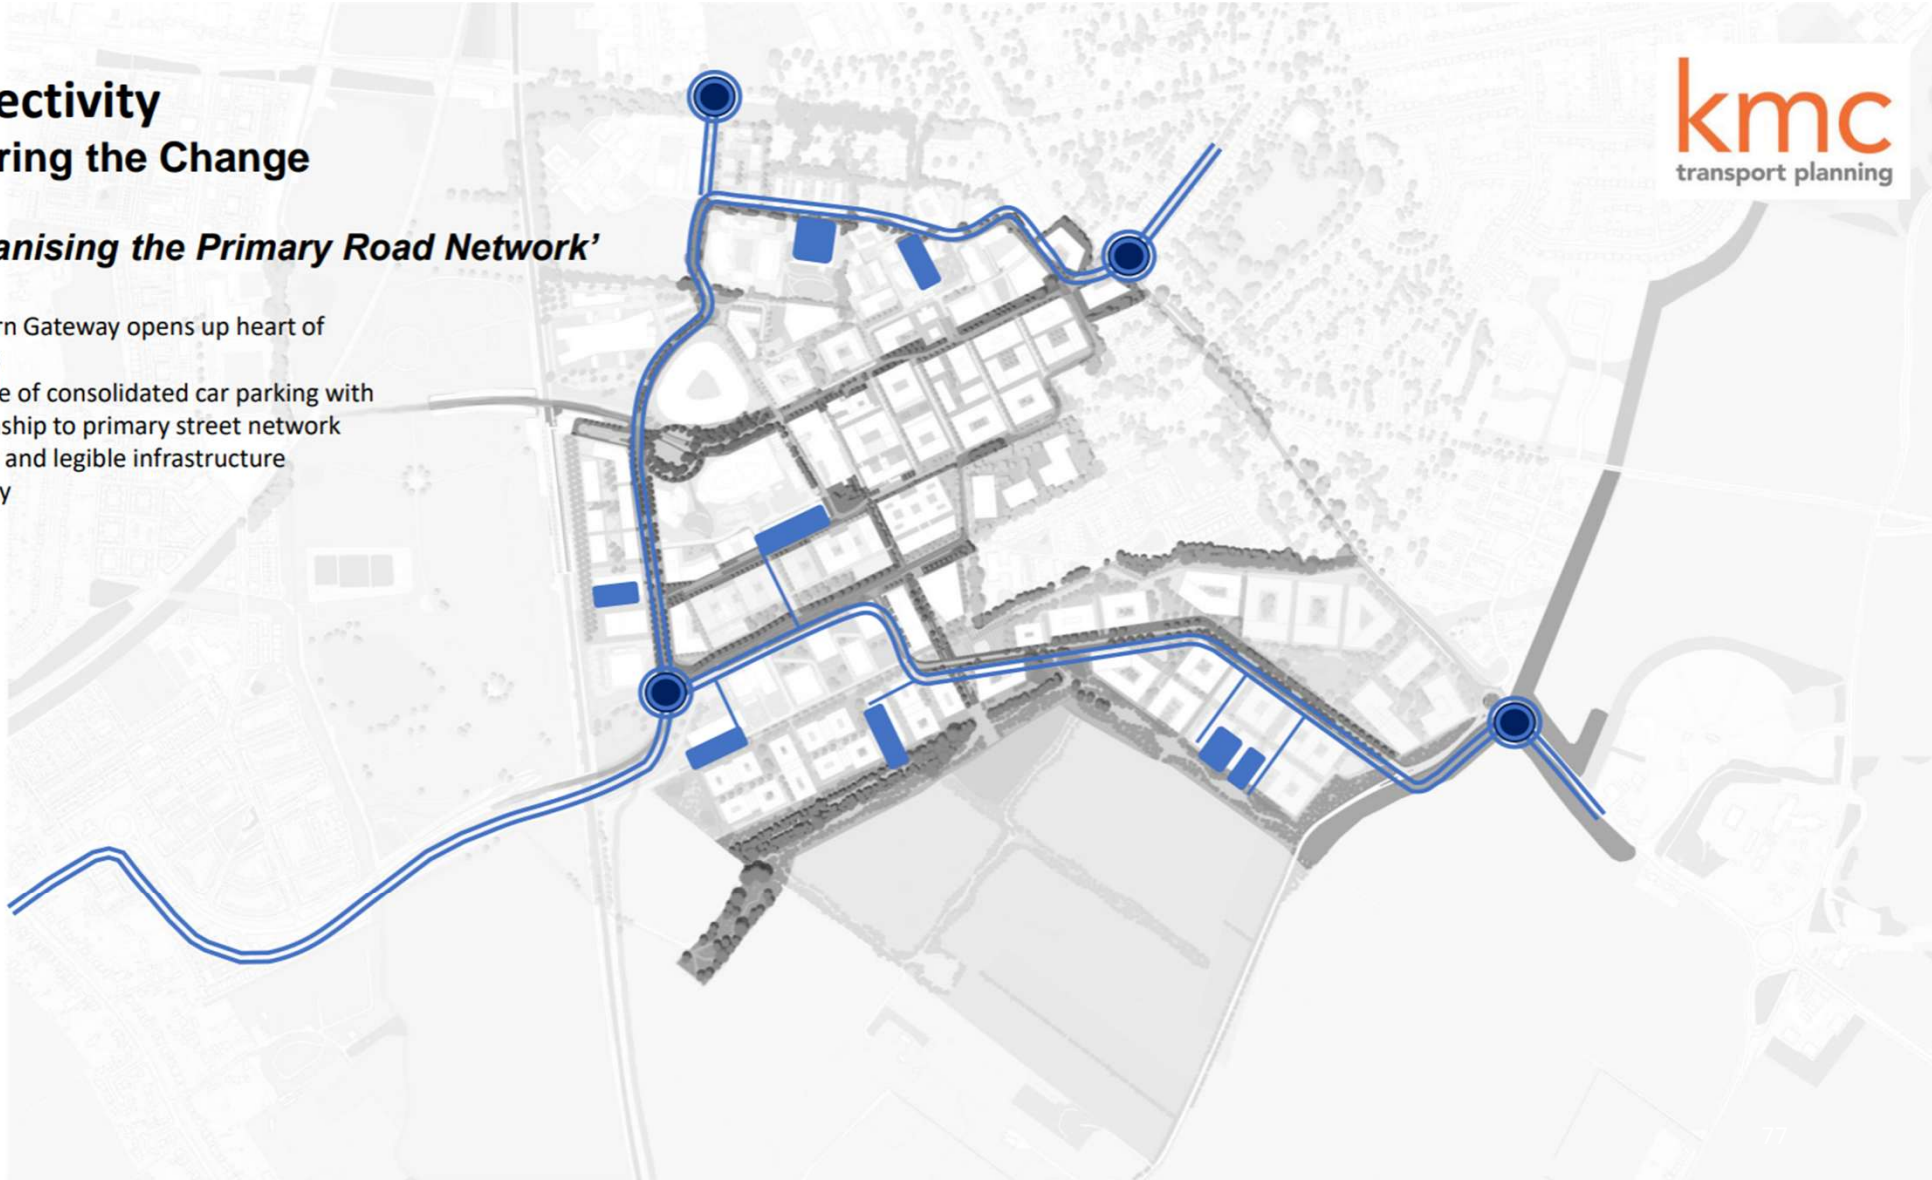 ectivity
ring the Change
anising the Primary Road Network’
rn Gateway opens up heart of
e of consolidated car parking with
ship to primary street network
and legible infrastructure
y
kmc
transport planning
77